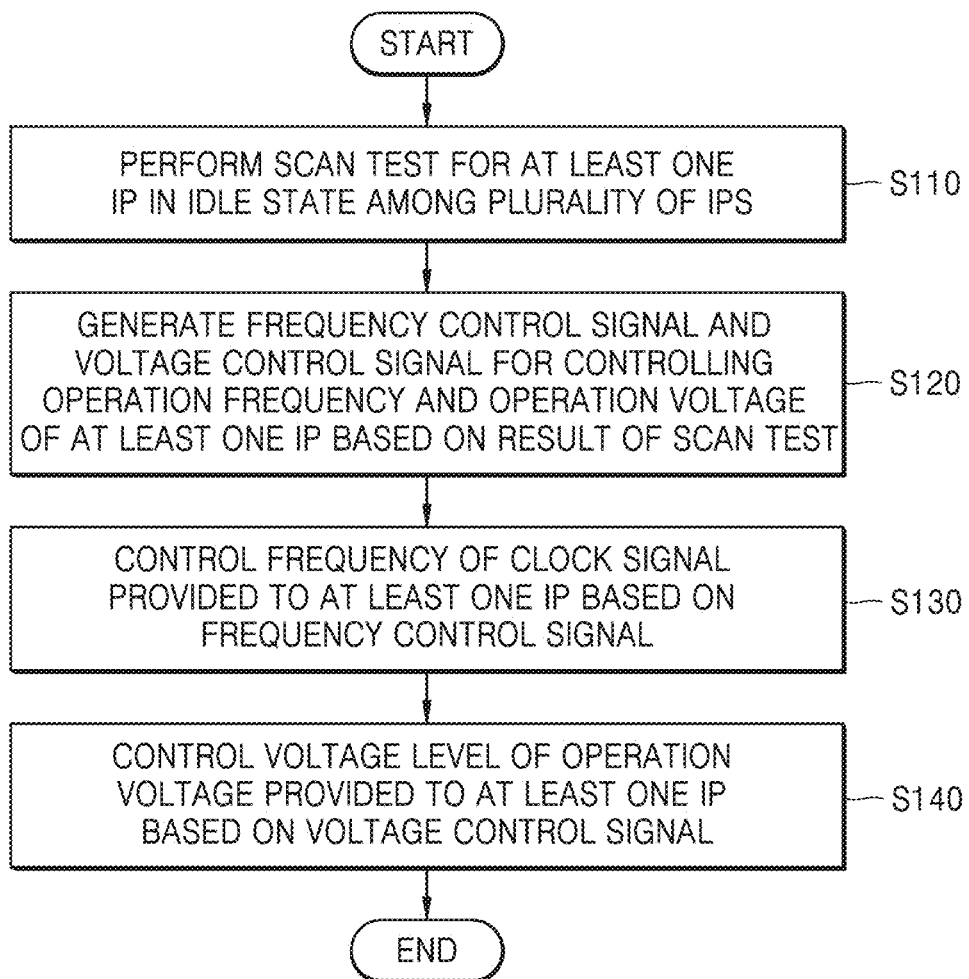 START
PERFORM SCAN TEST FOR AT LEAST ONE
IP IN IDLE STATE AMONG PLURALITY OF IPS
S110
GENERATE FREQUENCY CONTROL SIGNAL AND
VOLTAGE CONTROL SIGNAL FOR CONTROLLING
OPERATION FREQUENCY AND OPERATION VOLTAGE
OF AT LEAST ONE IP BASED ON RESULT OF SCAN TEST
S120
CONTROL FREQUENCY OF CLOCK SIGNAL
PROVIDED TO AT LEAST ONE IP BASED ON
FREQUENCY CONTROL SIGNAL
S130
CONTROL VOLTAGE LEVEL OF OPERATION
VOLTAGE PROVIDED TO AT LEAST ONE IP
BASED ON VOLTAGE CONTROL SIGNAL
S140
END